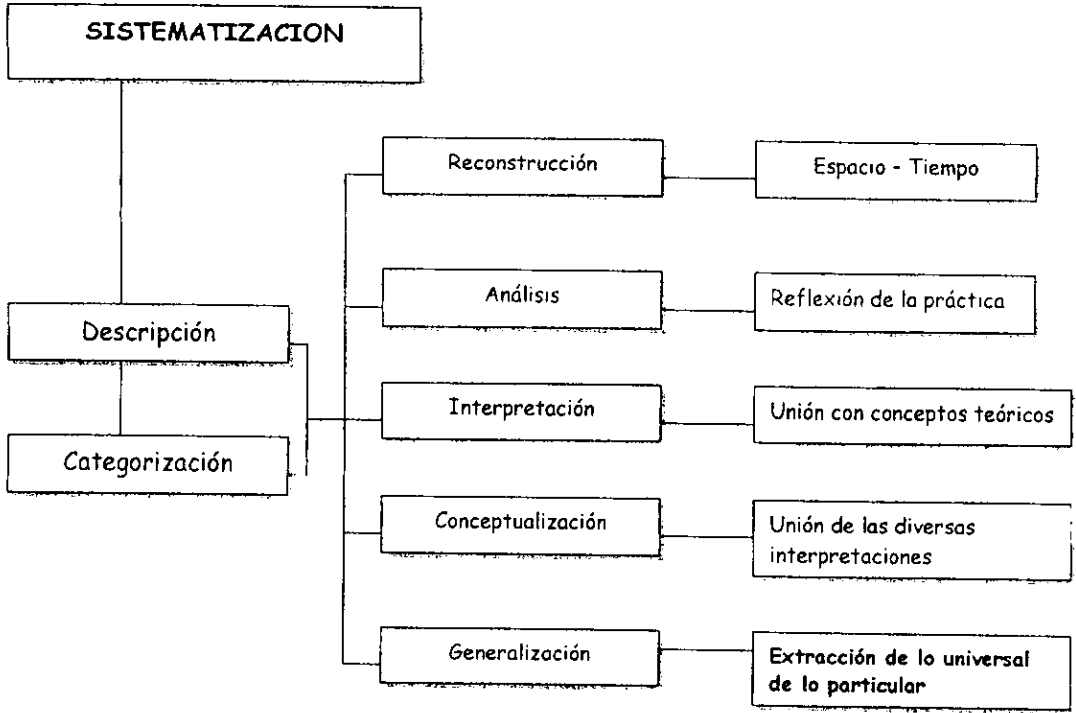 SISTEMATIZACION
Reconstrucción
Espacio - Tiempo
Análisis
Reflexión de la práctica
Descripción
Interpretación
Unión con conceptos teóricos
Categorización
Conceptualización
Unión de las diversas
interpretaciones
Generalización
Extracción de lo universal
de lo particular